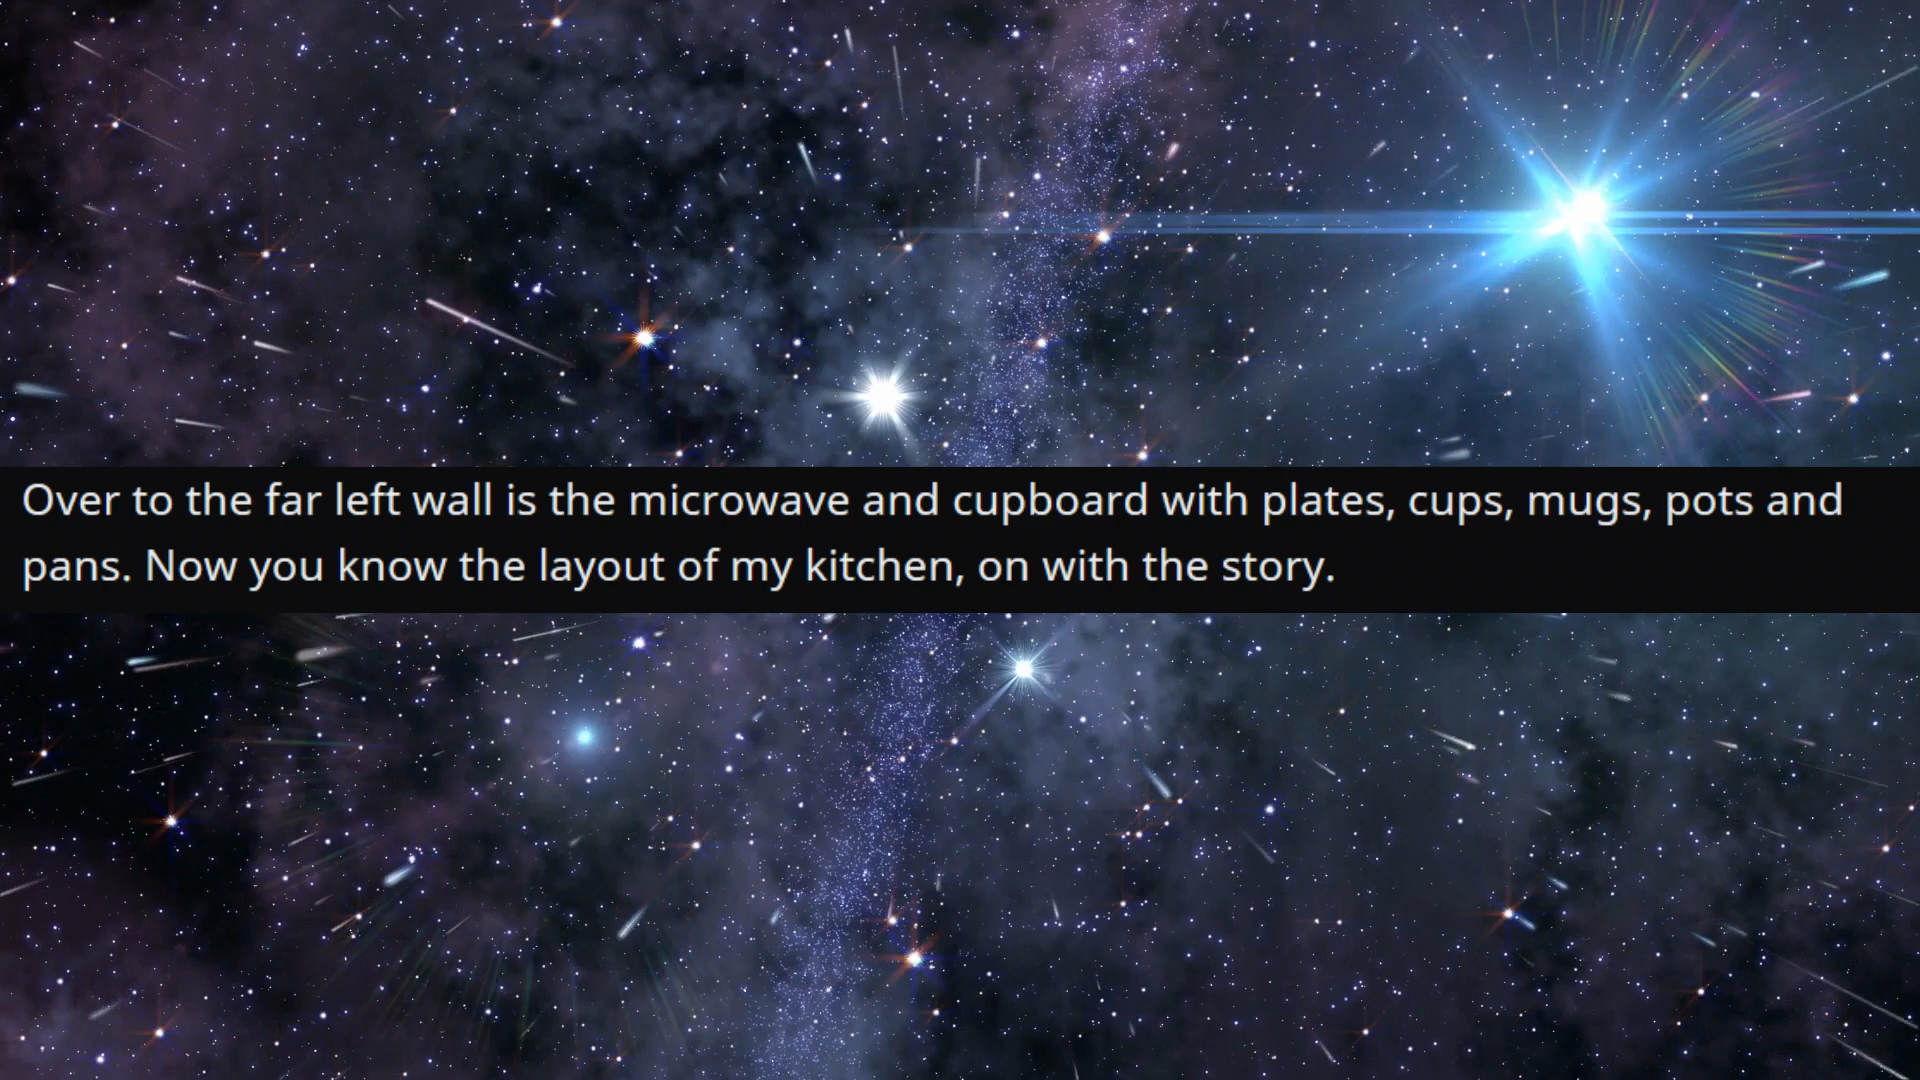 Over to the far left wall is the microwave and cupboard with plates, cups, mugs, pots and
pans. Now you know the layout of my kitchen, on with the story.